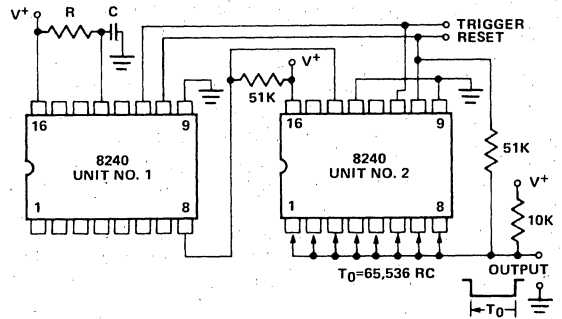 V+
R
C
TRIGGER
RESET
V+
51K
16
9
8240
UNIT NO. 1
1
8
16
9
8240
UNIT NO. 2
1
8
51K
V+
10K
T0=65,536 RC
OUTPUT
T0